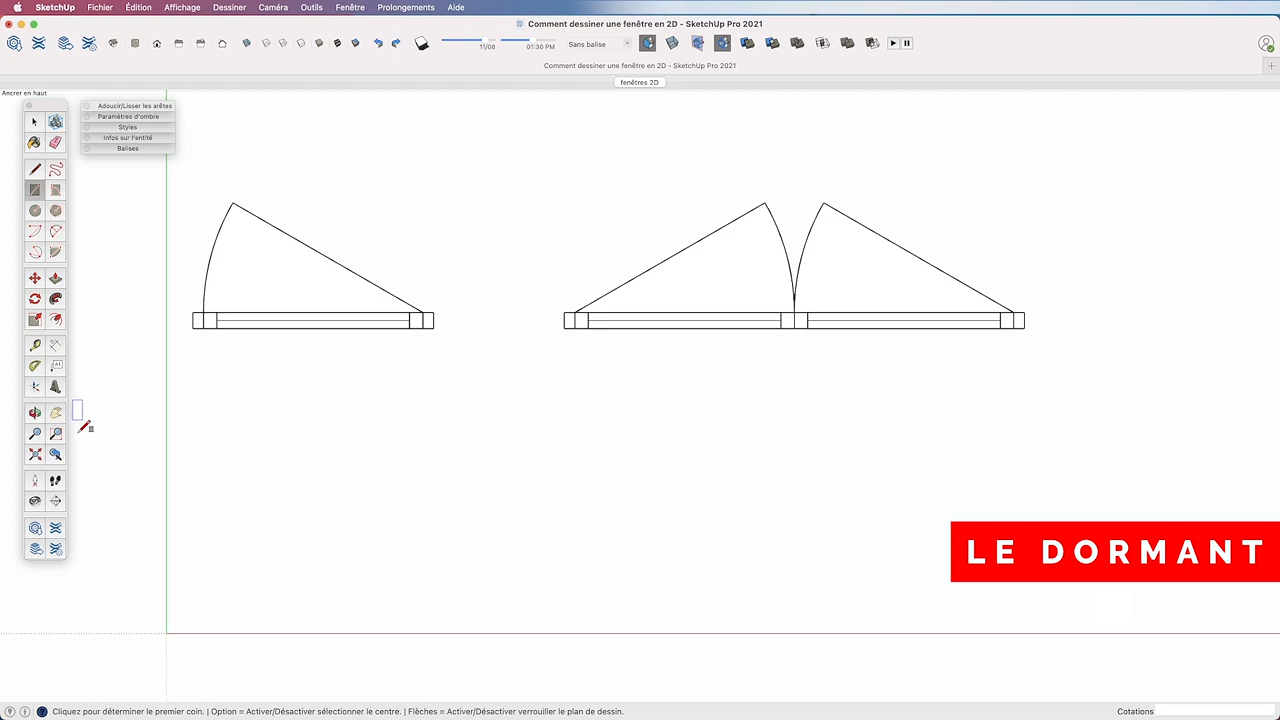 SketchUp Fichier Édition Affichage Dessiner Caméra Outils Fenêtre Prolongements Aide
Comment dessiner une fenêtre en 2D - SketchUp Pro 2021
11/08 01:30 PM Sans balise
Comment dessiner une fenêtre en 2D - SketchUp Pro 2021
fenêtres 2D
Ancrer en haut
Adoucir/Lisser les arêtes
Paramètres d'ombre
Styles
Infos sur l'entité
Balises
LE DORMANT
Cliquez pour déterminer le premier coin. | Option = Activer/Désactiver sélectionner le centre. | Flèches = Activer/Désactiver verrouiller le plan de dessin. Cotations